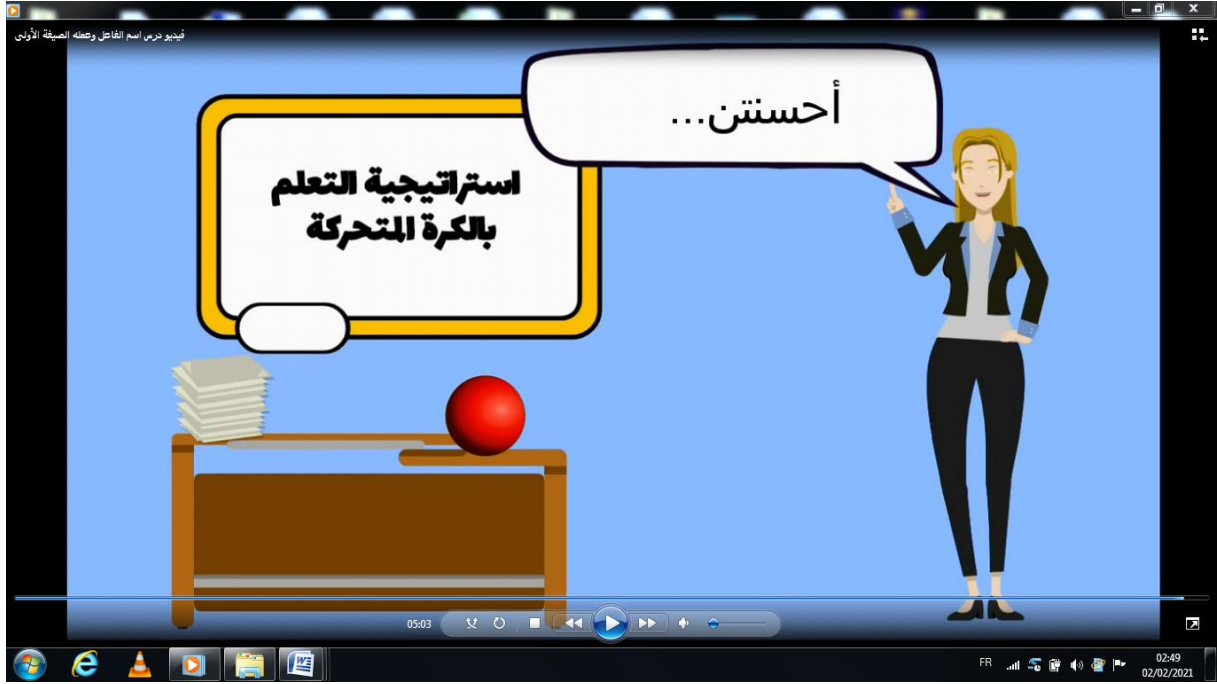 فيديو درس اسم الفاعل وعمله الصيغة الأولى
أحسنتن...
استراتيجية التعلم
بالكرة المتحركة
05:03
FR
02:49
02/02/2021